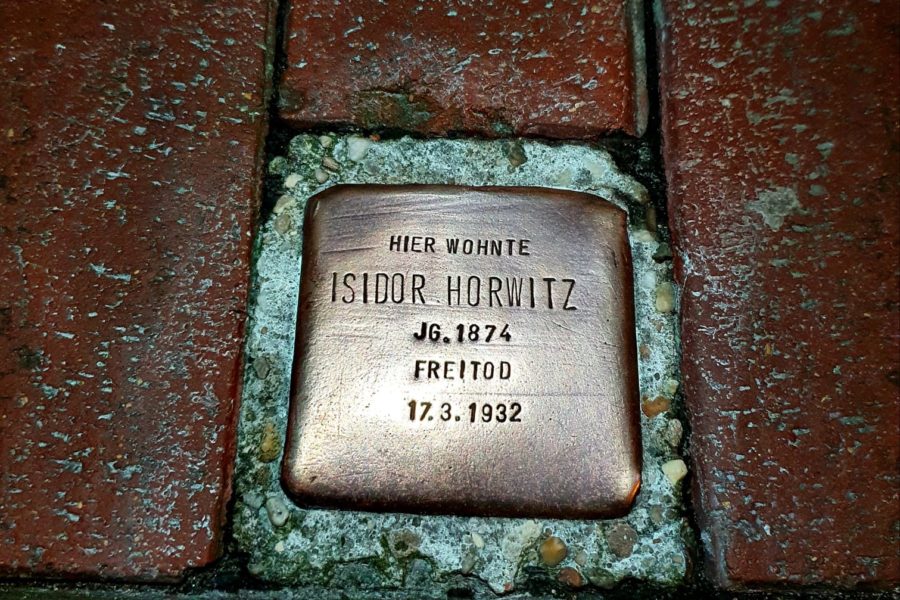 HIER WOHNTE
ISIDOR HORWITZ
JG. 1874
FREITOD
17.3.1932